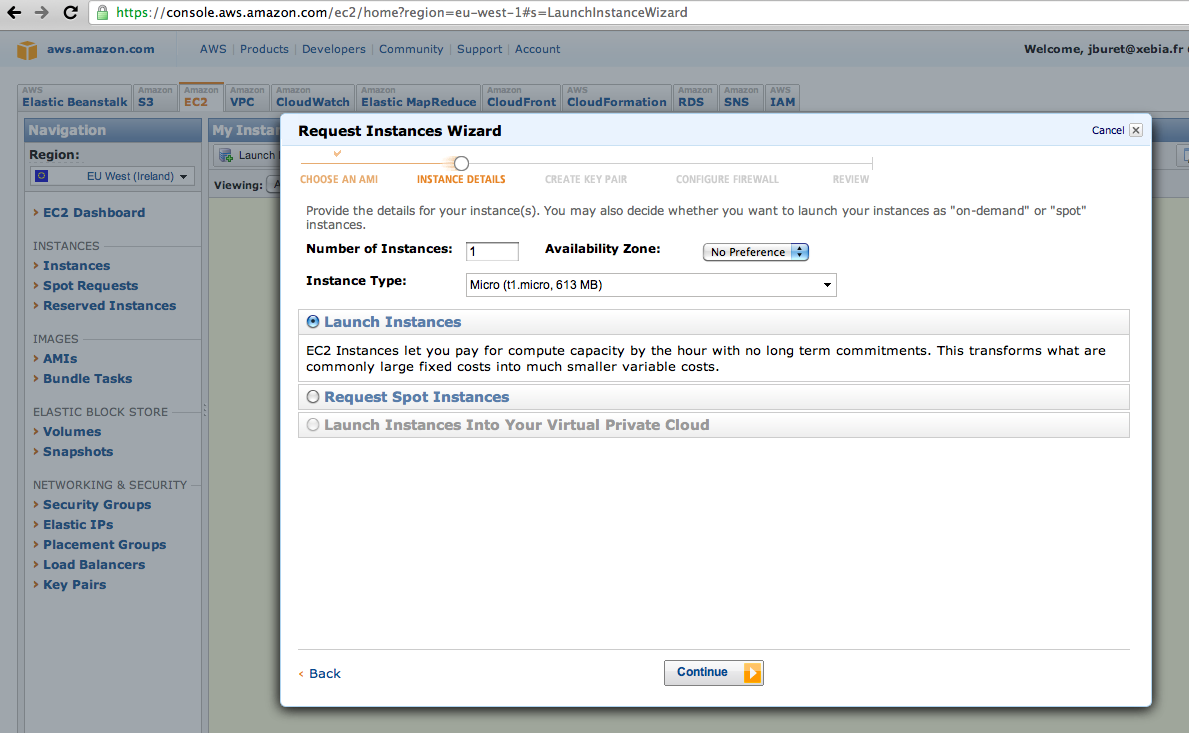 https://console.aws.amazon.com/ec2/home?region=eu-west-1#s=LaunchInstanceWizard
aws.amazon.com
AWS | Products | Developers | Community | Support | Account
Welcome, jburet@xebia.fr
AWS Elastic Beanstalk
Amazon S3
Amazon EC2
Amazon VPC
Amazon CloudWatch
Amazon Elastic MapReduce
Amazon CloudFront
AWS CloudFormation
Amazon RDS
Amazon SNS
AWS IAM
Navigation
Region:
EU West (Ireland)
EC2 Dashboard
INSTANCES
Instances
Spot Requests
Reserved Instances
IMAGES
AMIs
Bundle Tasks
ELASTIC BLOCK STORE
Volumes
Snapshots
NETWORKING & SECURITY
Security Groups
Elastic IPs
Placement Groups
Load Balancers
Key Pairs
My Instan
Launch
Viewing:
Request Instances Wizard
Cancel
CHOOSE AN AMI
INSTANCE DETAILS
CREATE KEY PAIR
CONFIGURE FIREWALL
REVIEW
Provide the details for your instance(s). You may also decide whether you want to launch your instances as "on-demand" or "spot"
instances.
Number of Instances: 1
Availability Zone: No Preference
Instance Type: Micro (t1.micro, 613 MB)
Launch Instances
EC2 Instances let you pay for compute capacity by the hour with no long term commitments. This transforms what are
commonly large fixed costs into much smaller variable costs.
Request Spot Instances
Launch Instances Into Your Virtual Private Cloud
‹ Back
Continue